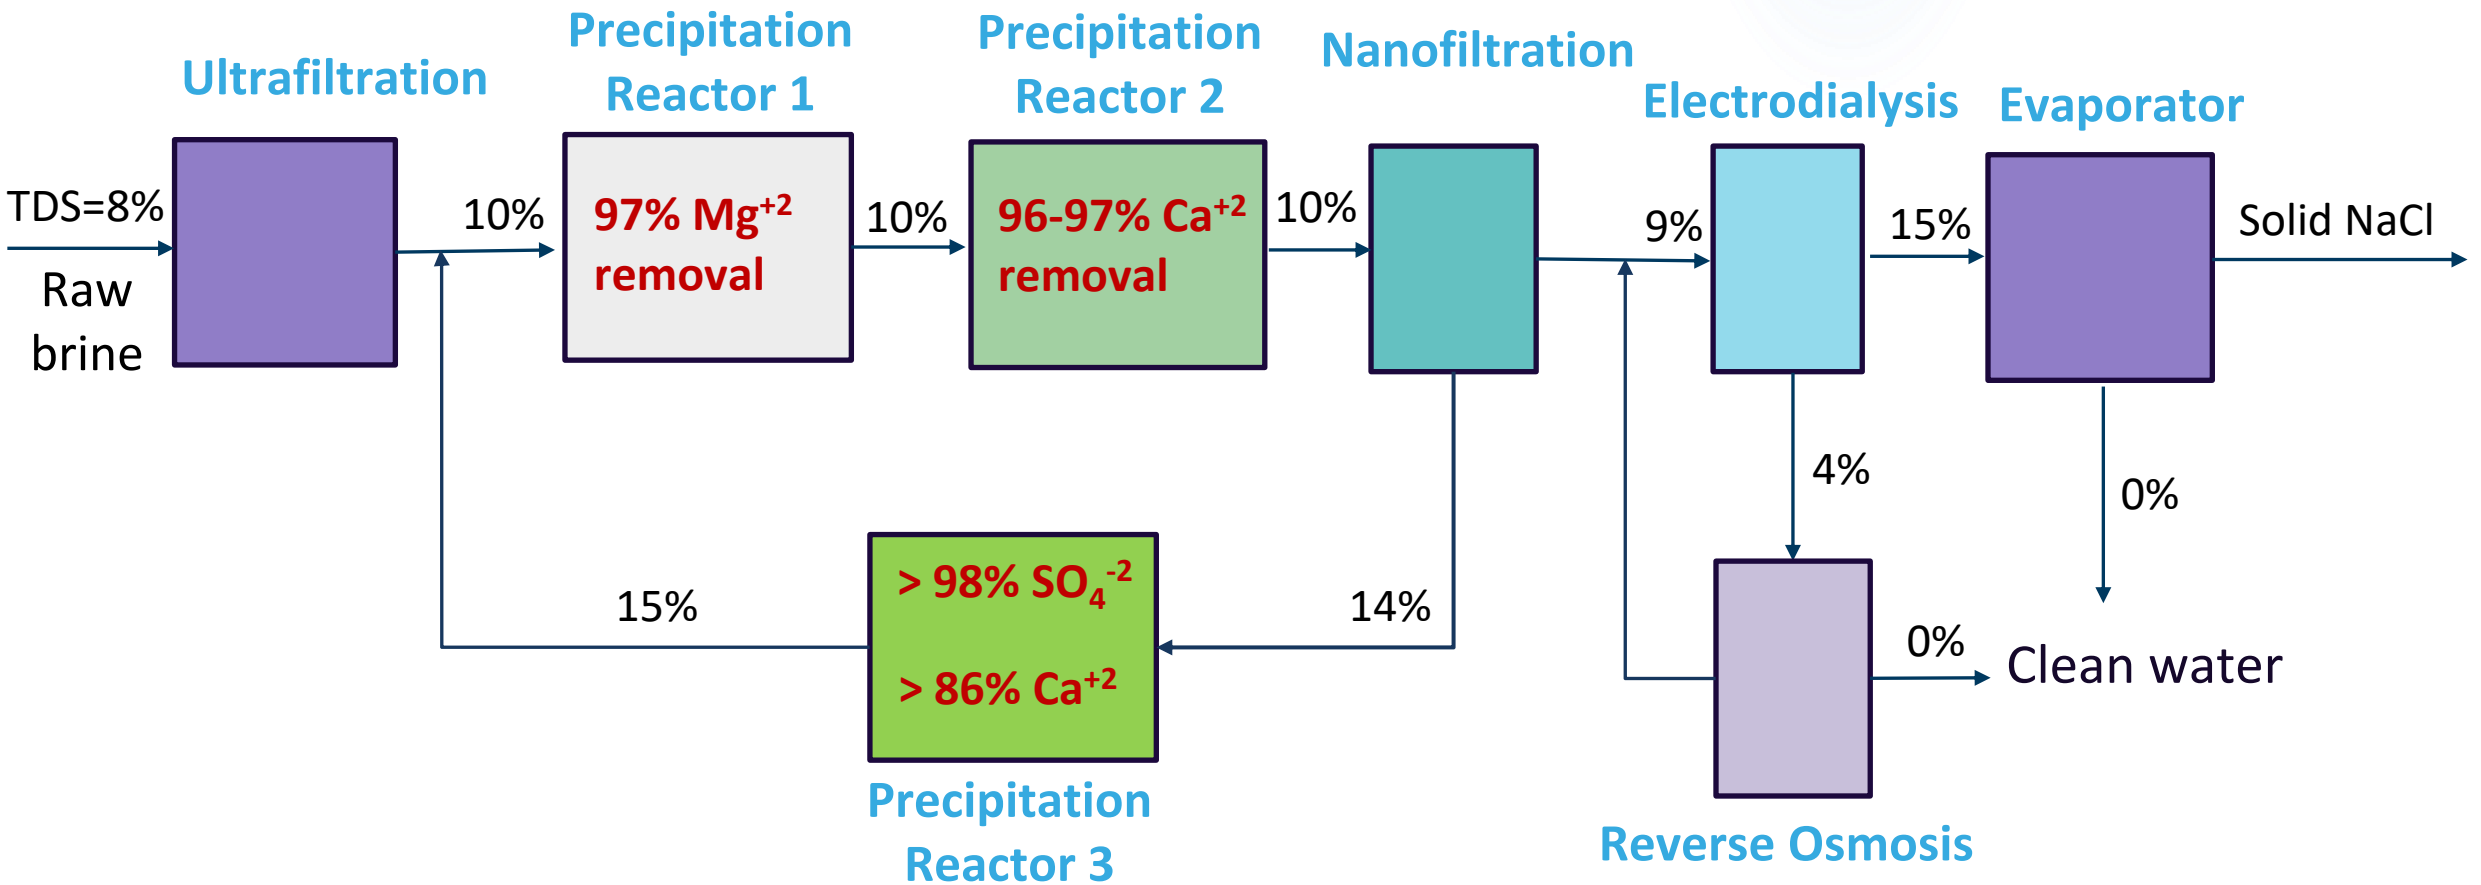 Ultrafiltration
Precipitation
Reactor 1
Precipitation
Reactor 2
Nanofiltration
Electrodialysis
Evaporator
TDS=8%
Raw
brine
10%
97% Mg+2
removal
10%
96-97% Ca+2
removal
10%
9%
15%
Solid NaCl
4%
0%
> 98% SO4-2
> 86% Ca+2
15%
14%
0%
Clean water
Precipitation
Reactor 3
Reverse Osmosis